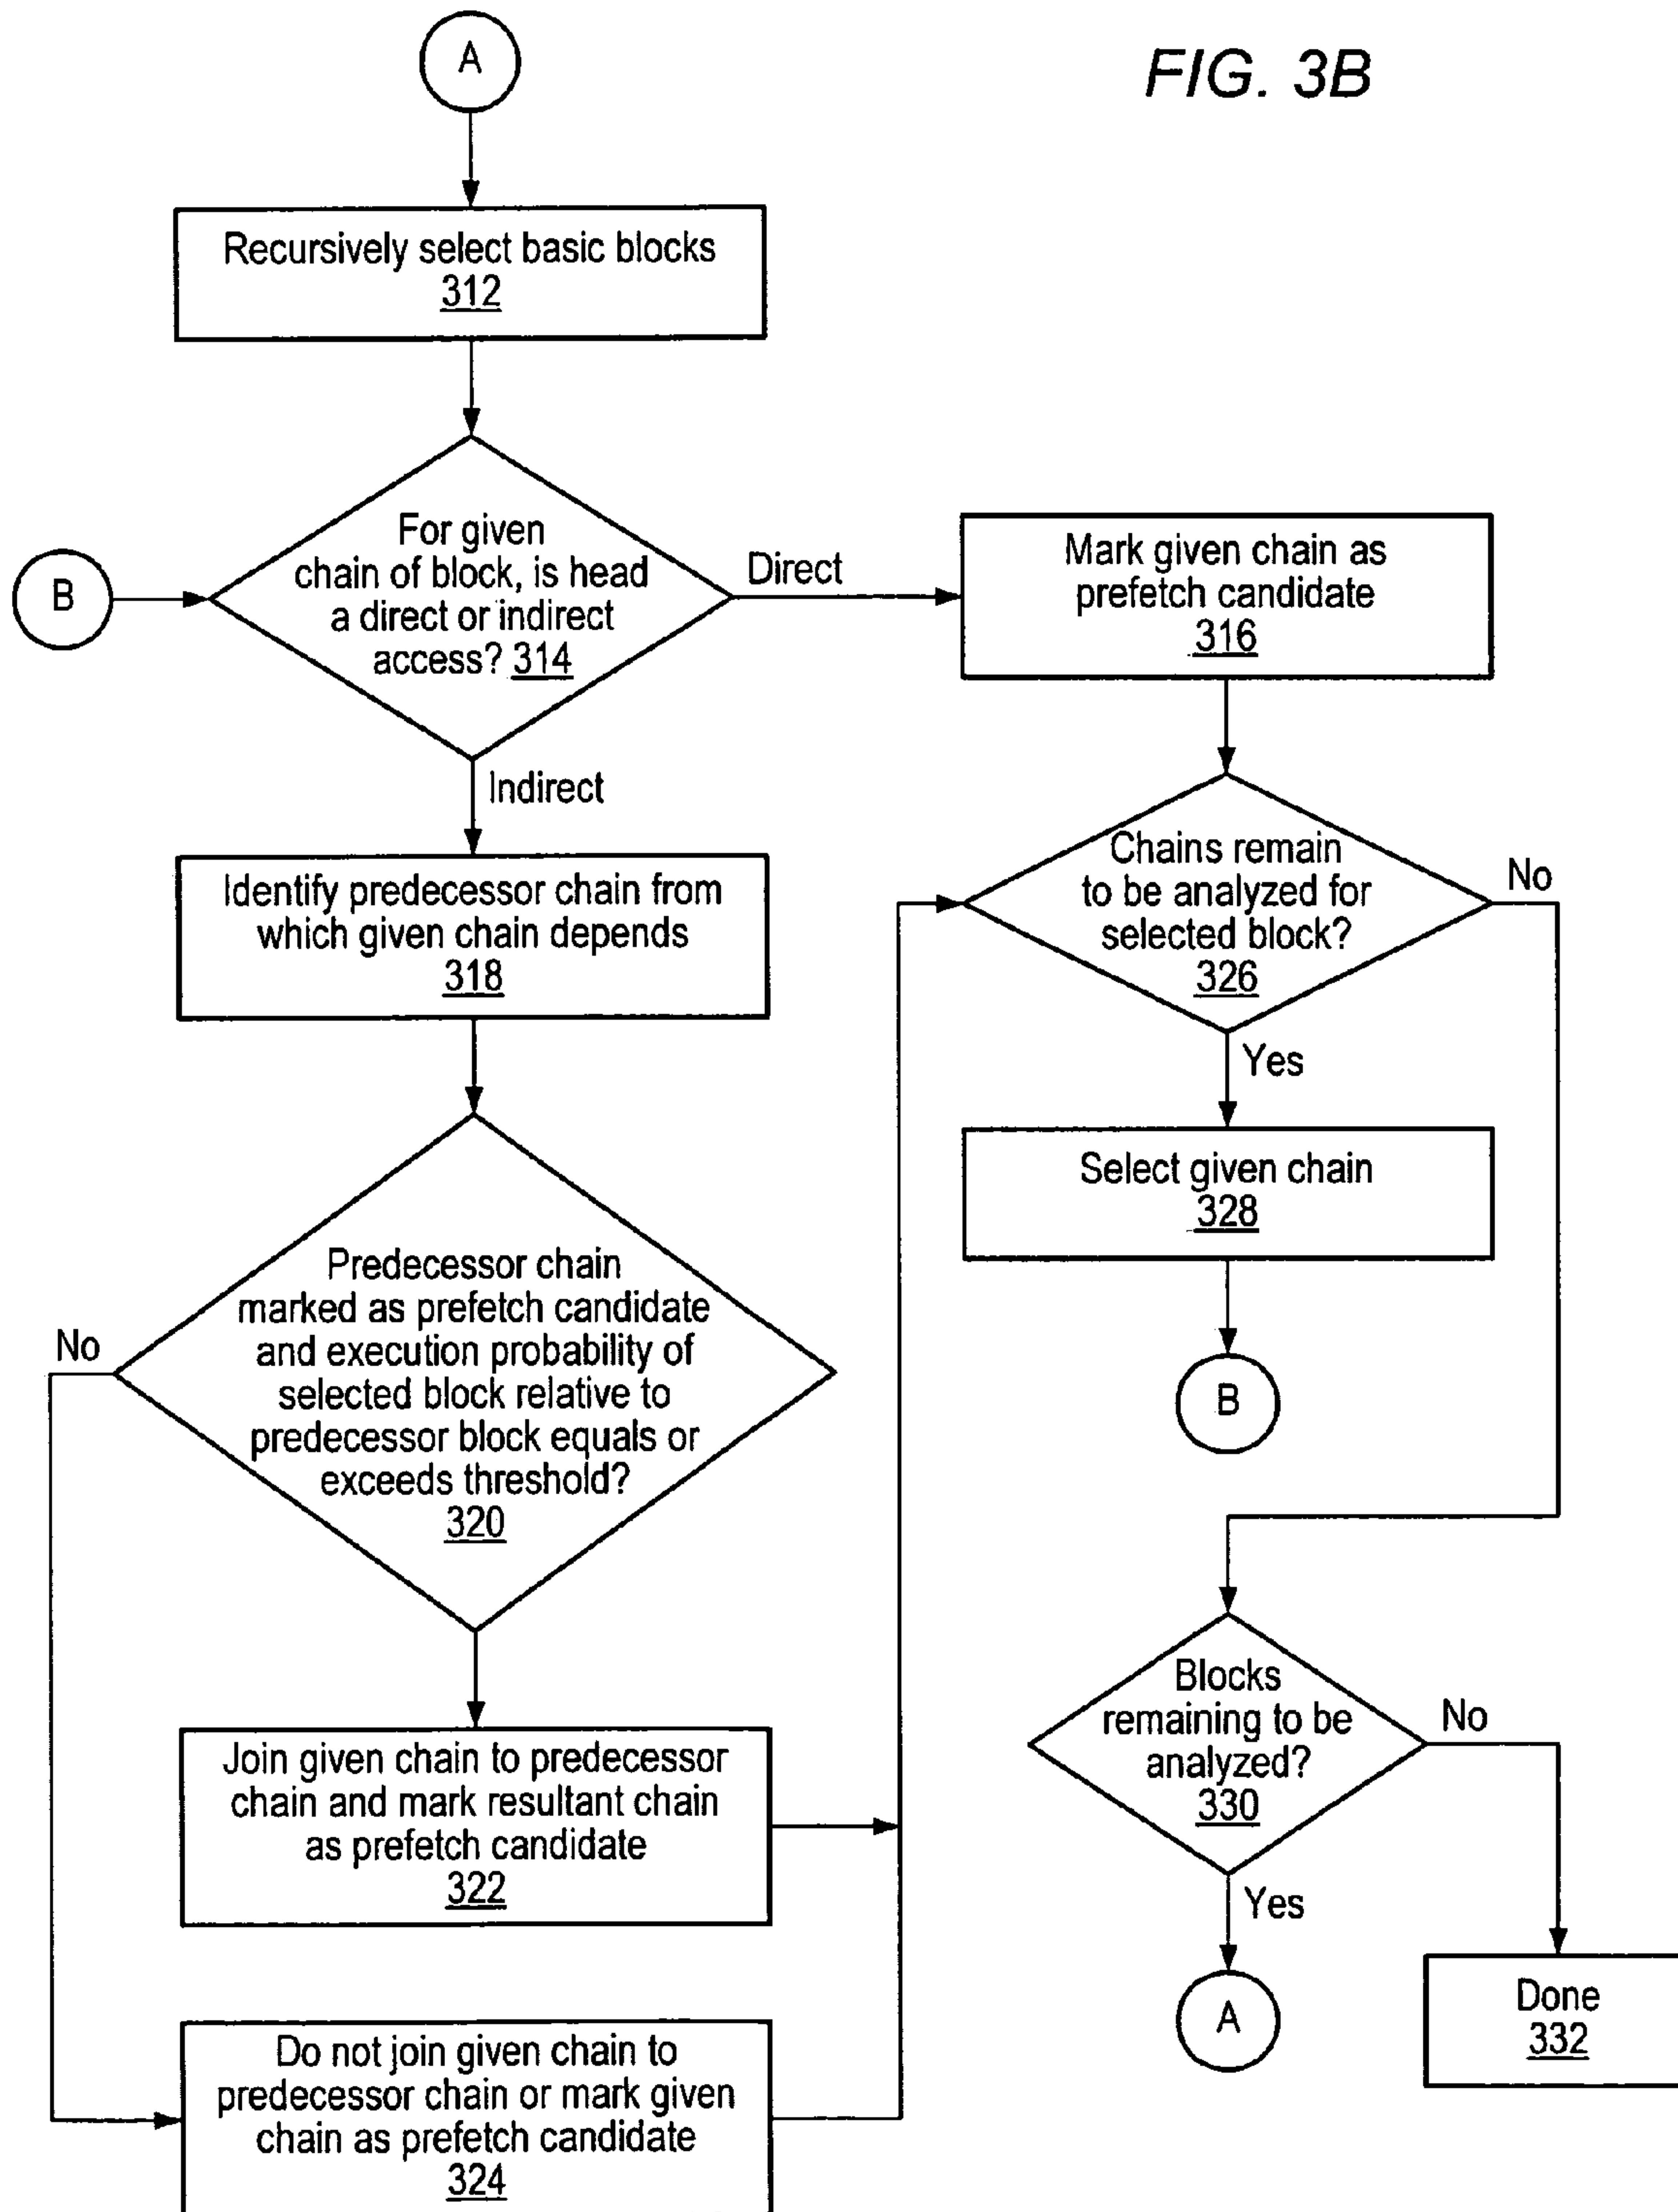 FIG. 3B
A
Recursively select basic blocks
312
B
For given
chain of block, is head
a direct or indirect
access? 314
Direct
Mark given chain as
prefetch candidate
316
Indirect
Identify predecessor chain from
which given chain depends
318
Chains remain
to be analyzed for
selected block?
326
No
Yes
Select given chain
328
B
Predecessor chain
marked as prefetch candidate
and execution probability of
selected block relative to
predecessor block equals or
exceeds threshold?
320
No
Join given chain to predecessor
chain and mark resultant chain
as prefetch candidate
322
Do not join given chain to
predecessor chain or mark given
chain as prefetch candidate
324
Blocks
remaining to be
analyzed?
330
No
Yes
A
Done
332